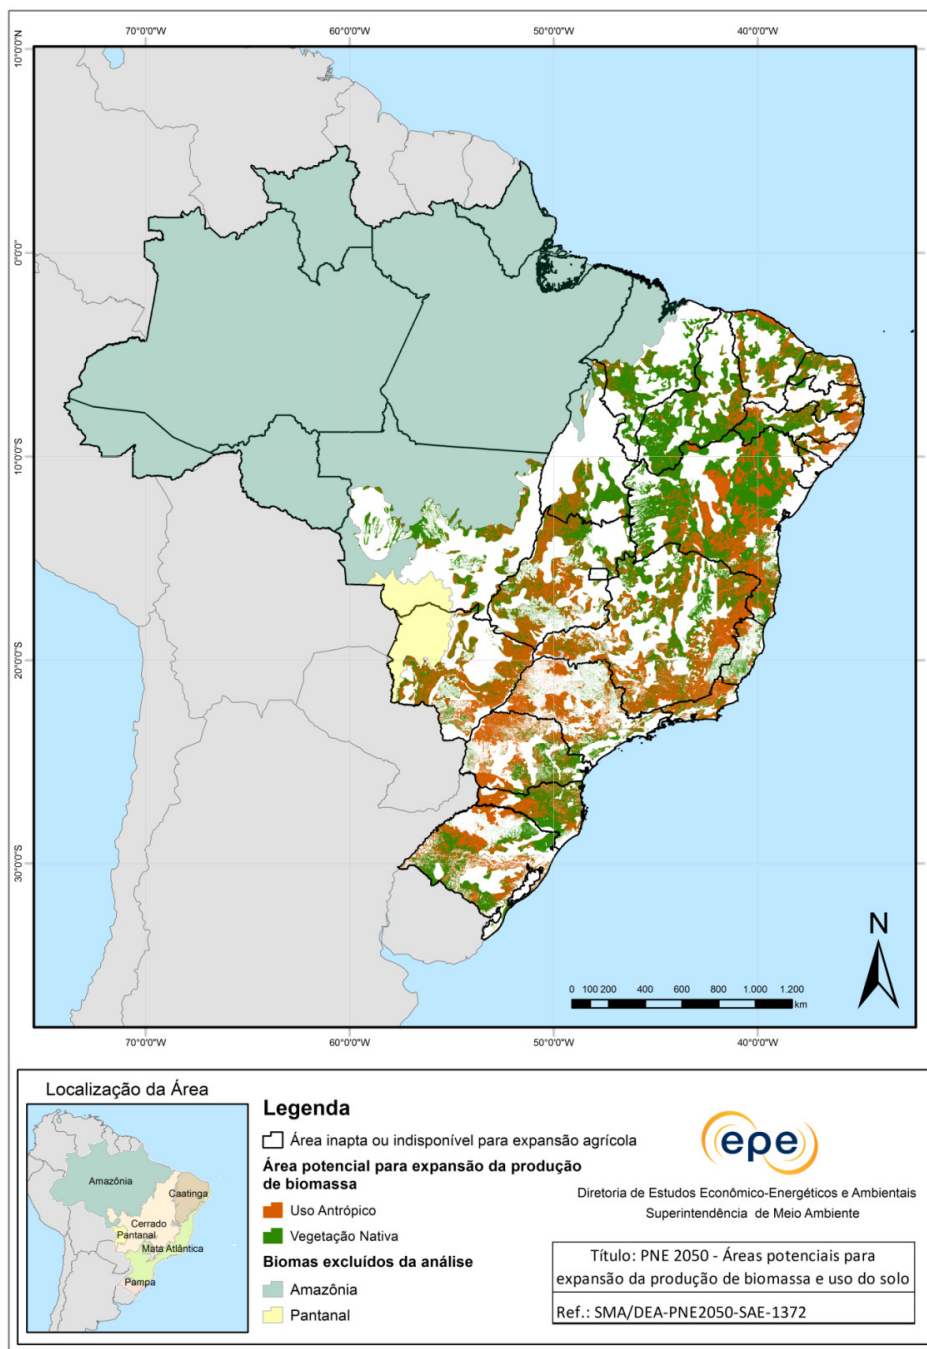 70°0'0"W 60°0'0"W 50°0'0"W 40°0'0"W
10°0'0"N
0°0'0"
10°0'0"S
20°0'0"S
30°0'0"S
N
0 100 200 400 600 800 1.000 1.200
km
70°0'0"W 60°0'0"W 50°0'0"W 40°0'0"W
Localização da Área
Amazônia
Caatinga
Cerrado
Pantanal
Mata Atlântica
Pampa
Legenda
Área inapta ou indisponível para expansão agrícola
Área potencial para expansão da produção
de biomassa
Uso Antrópico
Vegetação Nativa
Biomas excluídos da análise
Amazônia
Pantanal
epe
Diretoria de Estudos Econômico-Energéticos e Ambientais
Superintendência de Meio Ambiente
Título: PNE 2050 - Áreas potenciais para
expansão da produção de biomassa e uso do solo
Ref.: SMA/DEA-PNE2050-SAE-1372